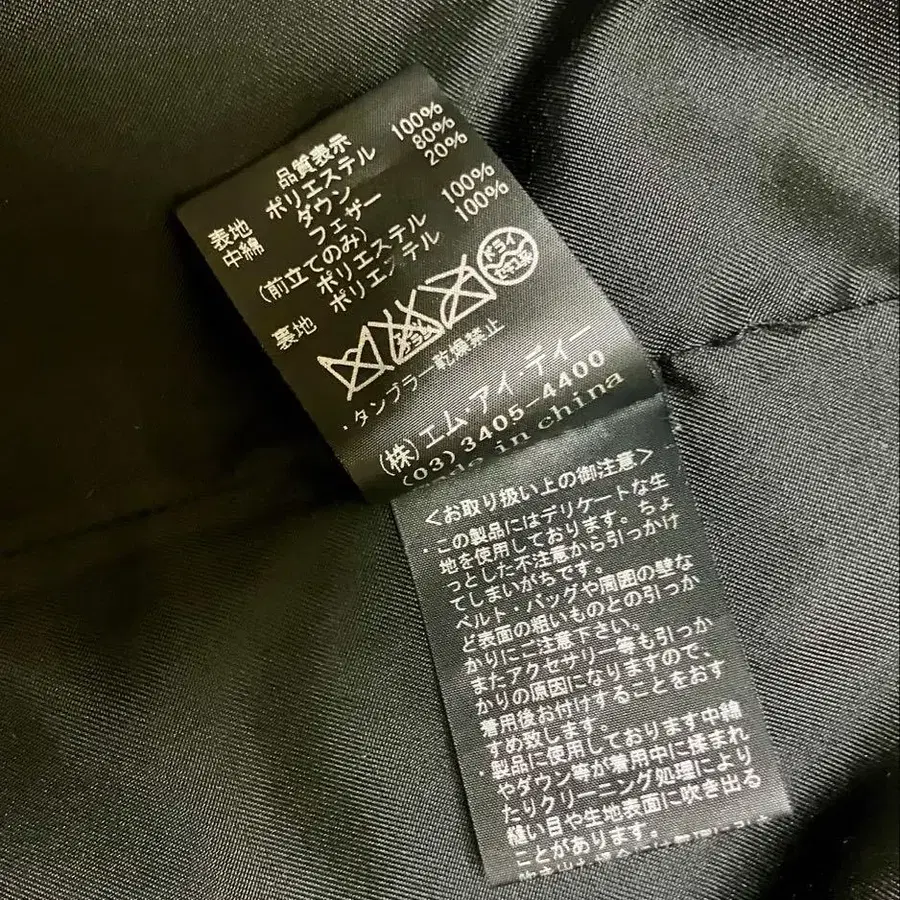 品質表示
表地 ポリエステル 100%
中綿 ダウン 80%
フェザー 20%
(前立てのみ)
ポリエステル 100%
裏地 ポリエステル 100%
ドライ
・タンブラー乾燥禁止
(株)エム・アイ・ディー
(03)3405-4400
made in china
<お取り扱い上の御注意>
・この製品にはデリケートな生
地を使用しております。ちょ
っとした不注意から引っかけ
てしまいがちです。
ベルト・バッグや周囲の壁な
ど表面の粗いものとの引っか
かりにご注意下さい。
またアクセサリー等も引っか
かりの原因になりますので、
着用後お付けすることをおす
すめ致します。
・製品に使用しております中綿
やダウン等が着用中に揉まれ
たりクリーニング処理により
縫い目や生地表面に吹き出る
ことがあります。